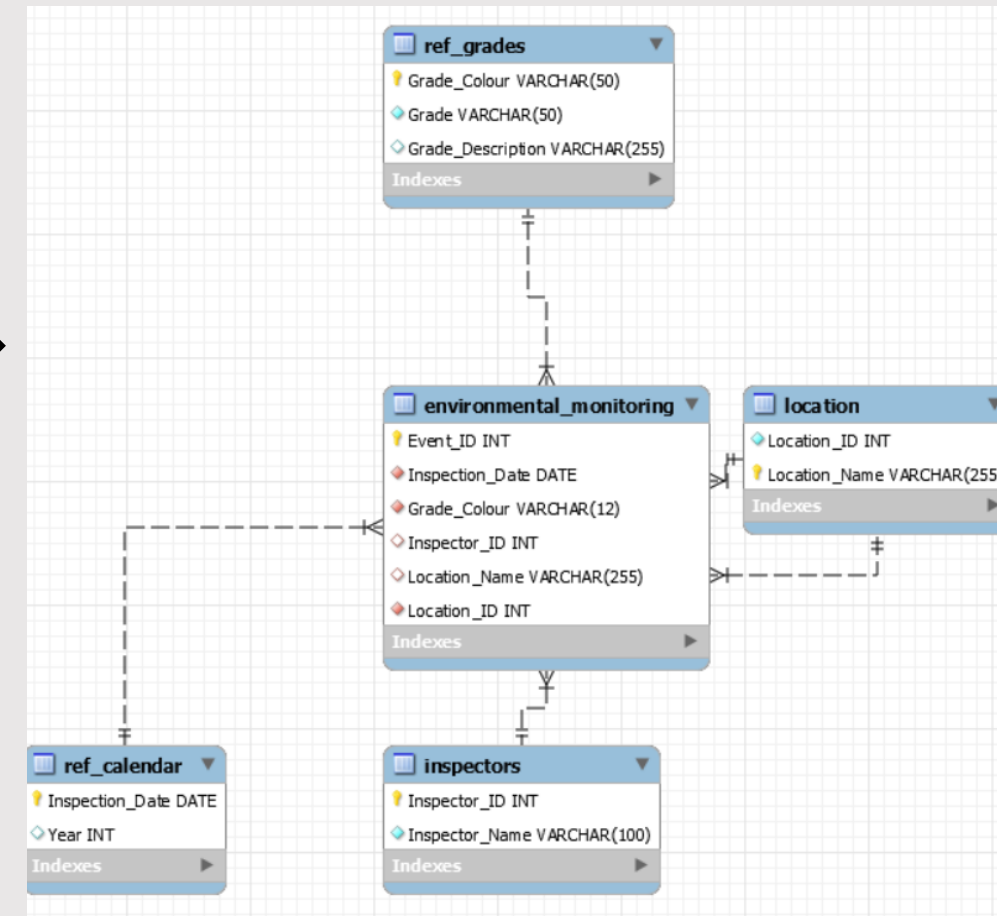 ref_grades
Grade_Colour VARCHAR(50)
Grade VARCHAR(50)
Grade_Description VARCHAR(255)
Indexes
environmental_monitoring
Event_ID INT
Inspection_Date DATE
Grade_Colour VARCHAR(12)
Inspector_ID INT
Location_Name VARCHAR(255)
Location_ID INT
Indexes
location
Location_ID INT
Location_Name VARCHAR(255
Indexes
ref_calendar
Inspection_Date DATE
Year INT
Indexes
inspectors
Inspector_ID INT
Inspector_Name VARCHAR(100)
Indexes